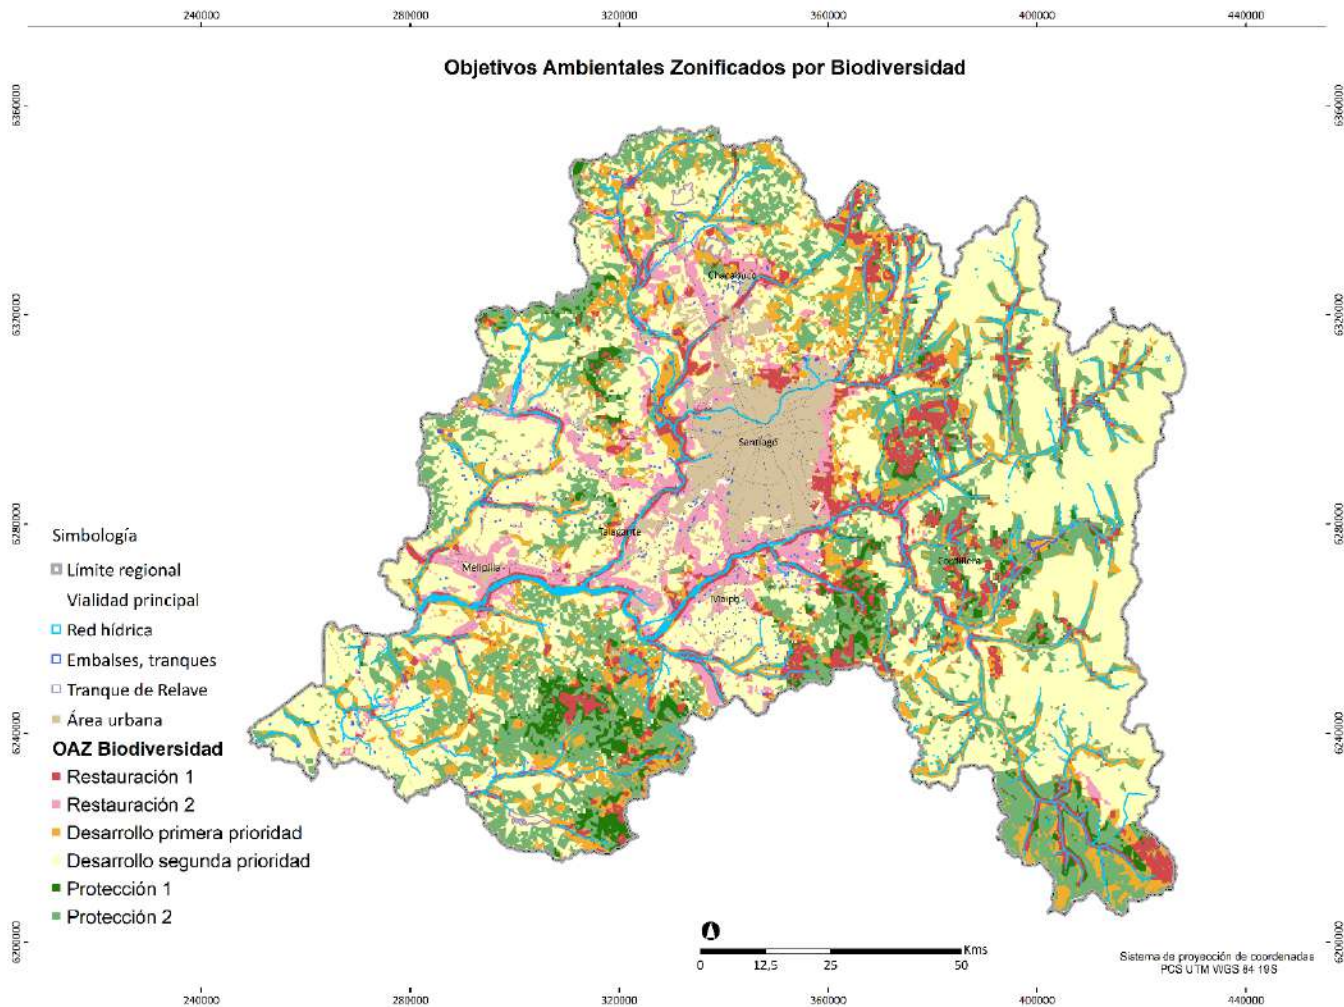 240000 280000 320000 360000 400000 440000
Objetivos Ambientales Zonificados por Biodiversidad
6360000 6360000
Chacabuco
6320000 6320000
Santiago
6280000 6280000
Talagante
Cordillera
Melipilla
Maipo
Simbología
Límite regional
Vialidad principal
Red hídrica
Embalses, tranques
Tranque de Relave
Área urbana
OAZ Biodiversidad
Restauración 1
Restauración 2
Desarrollo primera prioridad
Desarrollo segunda prioridad
Protección 1
Protección 2
6240000 6240000
6200000 6200000
Kms
0 12,5 25 50
Sistema de proyección de coordenadas
PCS UTM WGS 84 19S
240000 280000 320000 360000 400000 440000